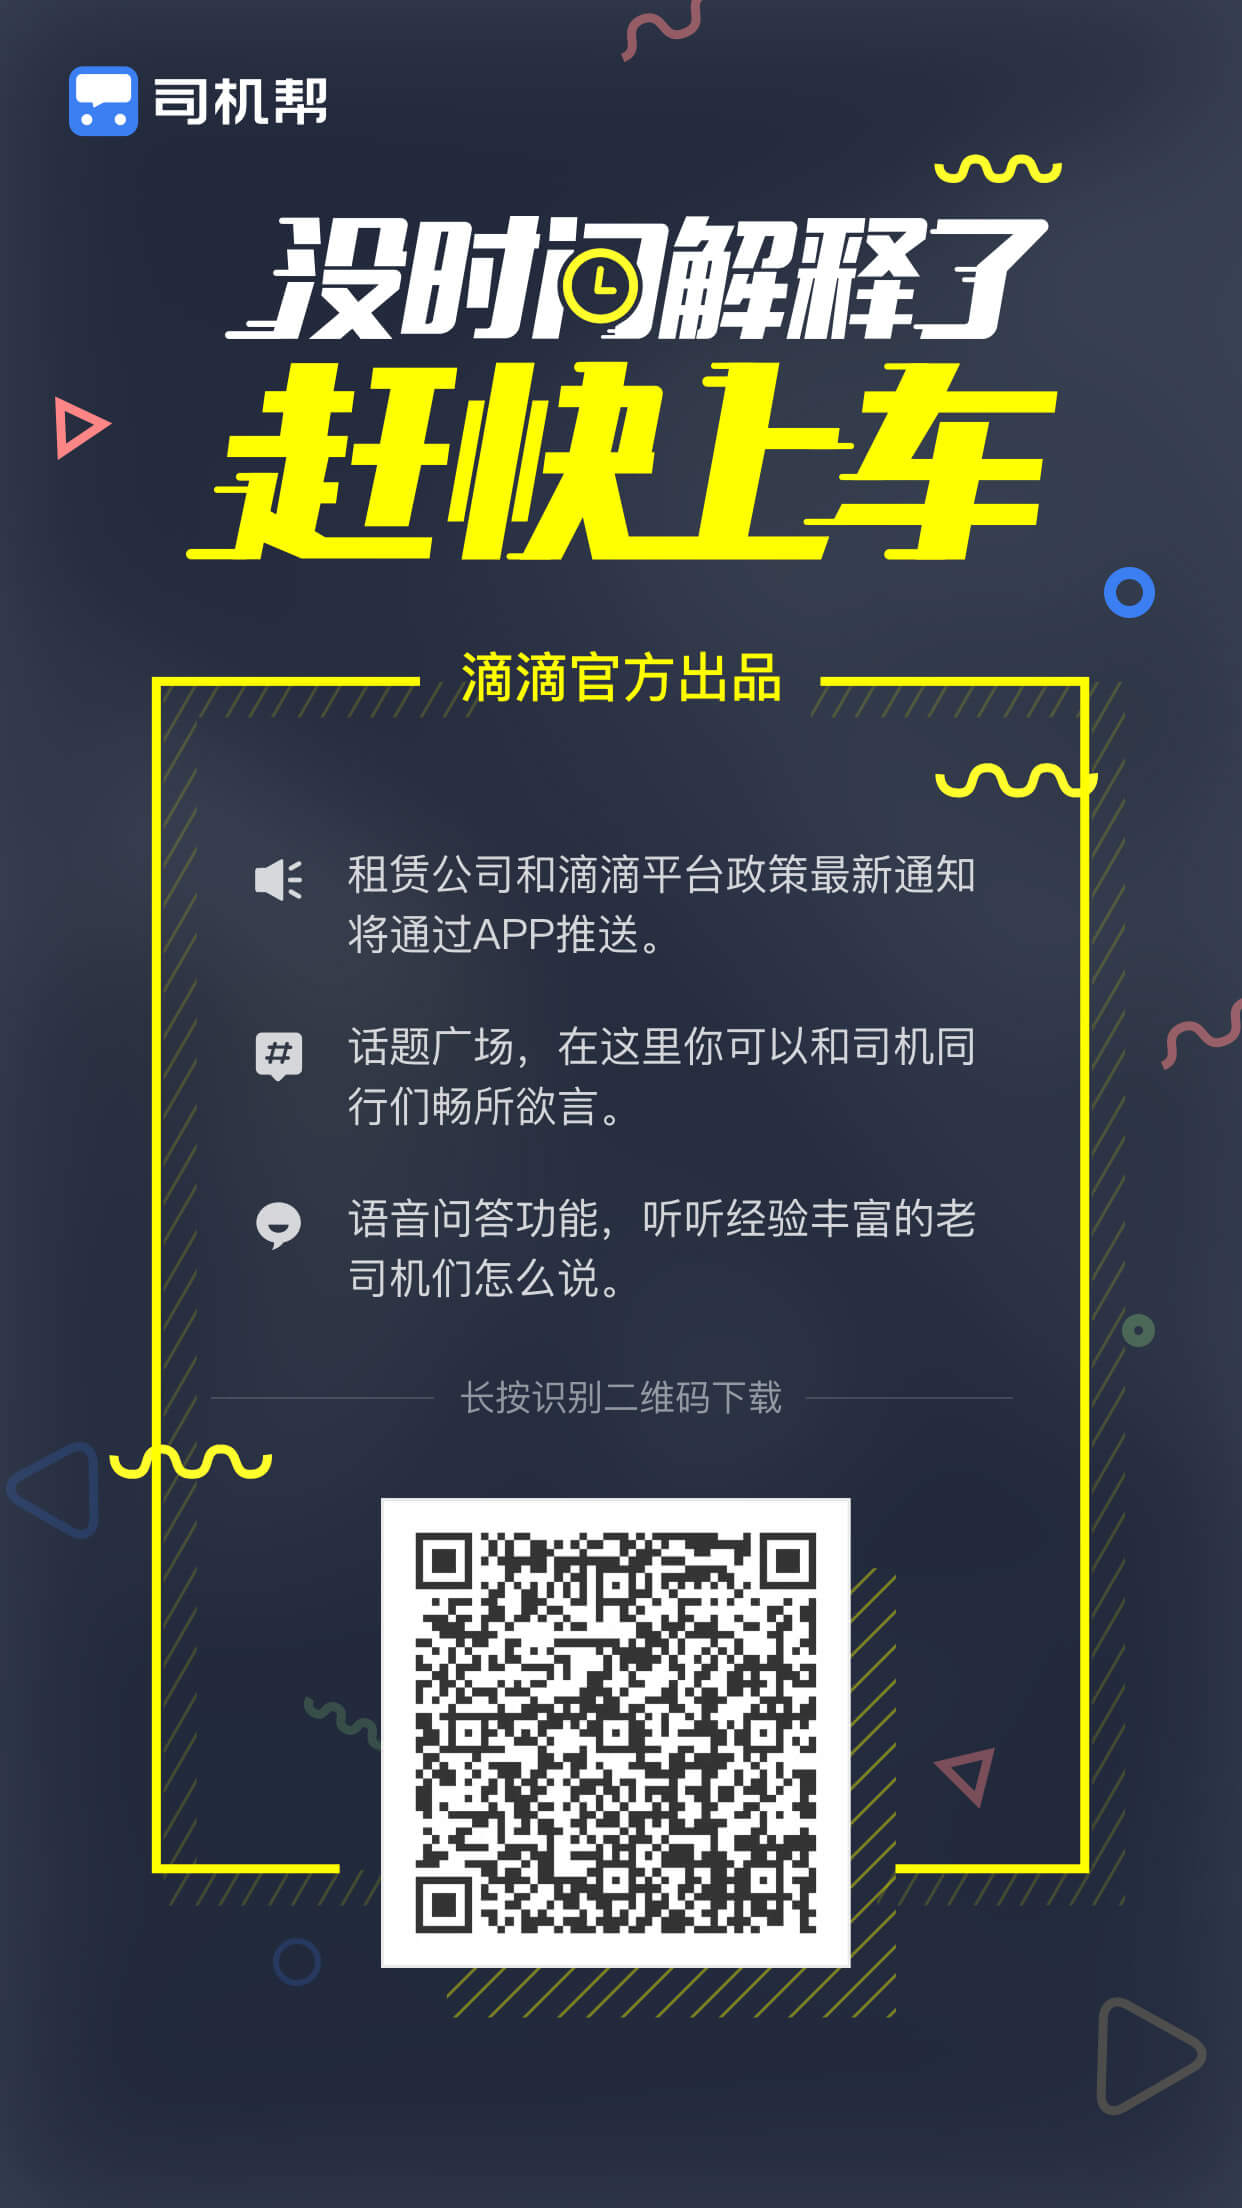 司机帮
没时间解释了
赶快上车
滴滴官方出品
租赁公司和滴滴平台政策最新通知
将通过APP推送。
话题广场，在这里你可以和司机同
行们畅所欲言。
语音问答功能，听听经验丰富的老
司机们怎么说。
长按识别二维码下载